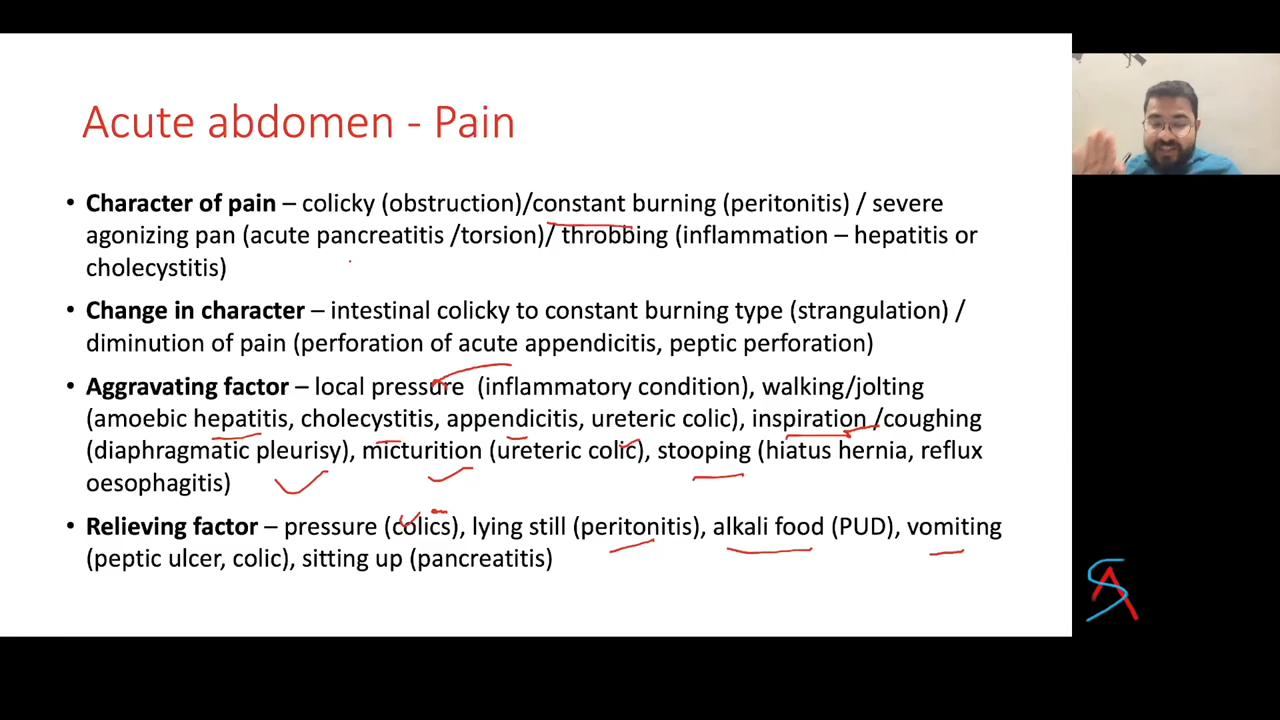 Acute abdomen - Pain
• Character of pain – colicky (obstruction)/constant burning (peritonitis) / severe
agonizing pan (acute pancreatitis /torsion)/ throbbing (inflammation – hepatitis or
cholecystitis)
• Change in character – intestinal colicky to constant burning type (strangulation) /
diminution of pain (perforation of acute appendicitis, peptic perforation)
• Aggravating factor – local pressure (inflammatory condition), walking/jolting
(amoebic hepatitis, cholecystitis, appendicitis, ureteric colic), inspiration /coughing
(diaphragmatic pleurisy), micturition (ureteric colic), stooping (hiatus hernia, reflux
oesophagitis)
• Relieving factor – pressure (colics), lying still (peritonitis), alkali food (PUD), vomiting
(peptic ulcer, colic), sitting up (pancreatitis)
SA